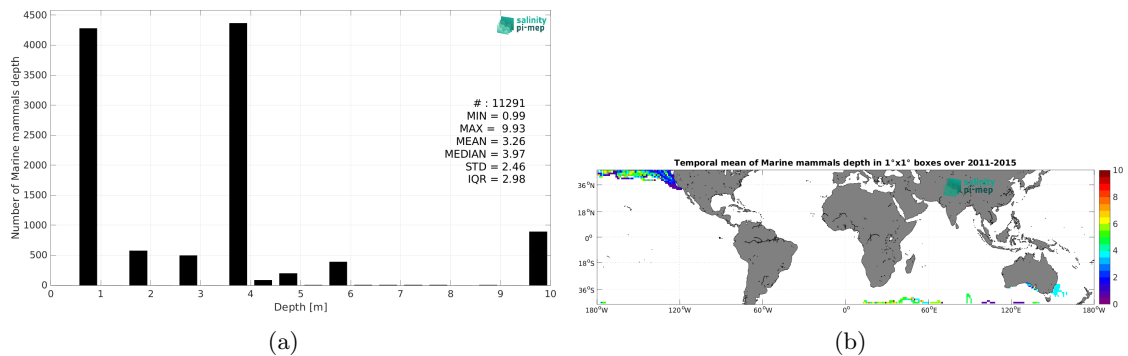 4500
4000
3500
3000
2500
2000
1500
1000
500
0
Number of Marine mammals depth
salinity
pi-mep
# : 11291
MIN = 0.99
MAX = 9.93
MEAN = 3.26
MEDIAN = 3.97
STD = 2.46
IQR = 2.98
0 1 2 3 4 5 6 7 8 9 10
Depth [m]
(a)
Temporal mean of Marine mammals depth in 1°x1° boxes over 2011-2015
salinity
pi-mep
36°N
18°N
0°
18°S
36°S
180°W 120°W 60°W 0° 60°E 120°E 180°W
10
8
6
4
2
0
(b)